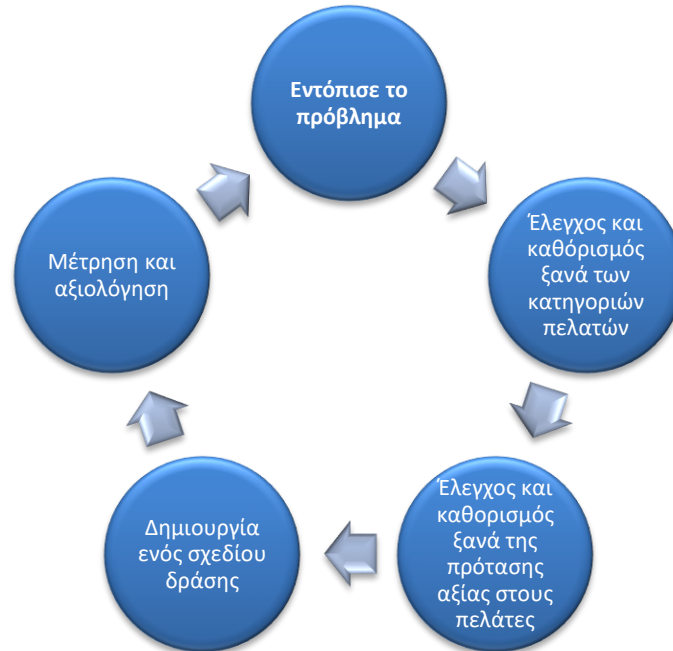 Εντόπισε το
πρόβλημα
Έλεγχος και
καθόρισμός
ξανά των
κατηγοριών
πελατών
Έλεγχος και
καθορισμός
ξανά της
πρότασης
αξίας στους
πελάτες
Δημιουργία
ενός σχεδίου
δράσης
Μέτρηση και
αξιολόγηση